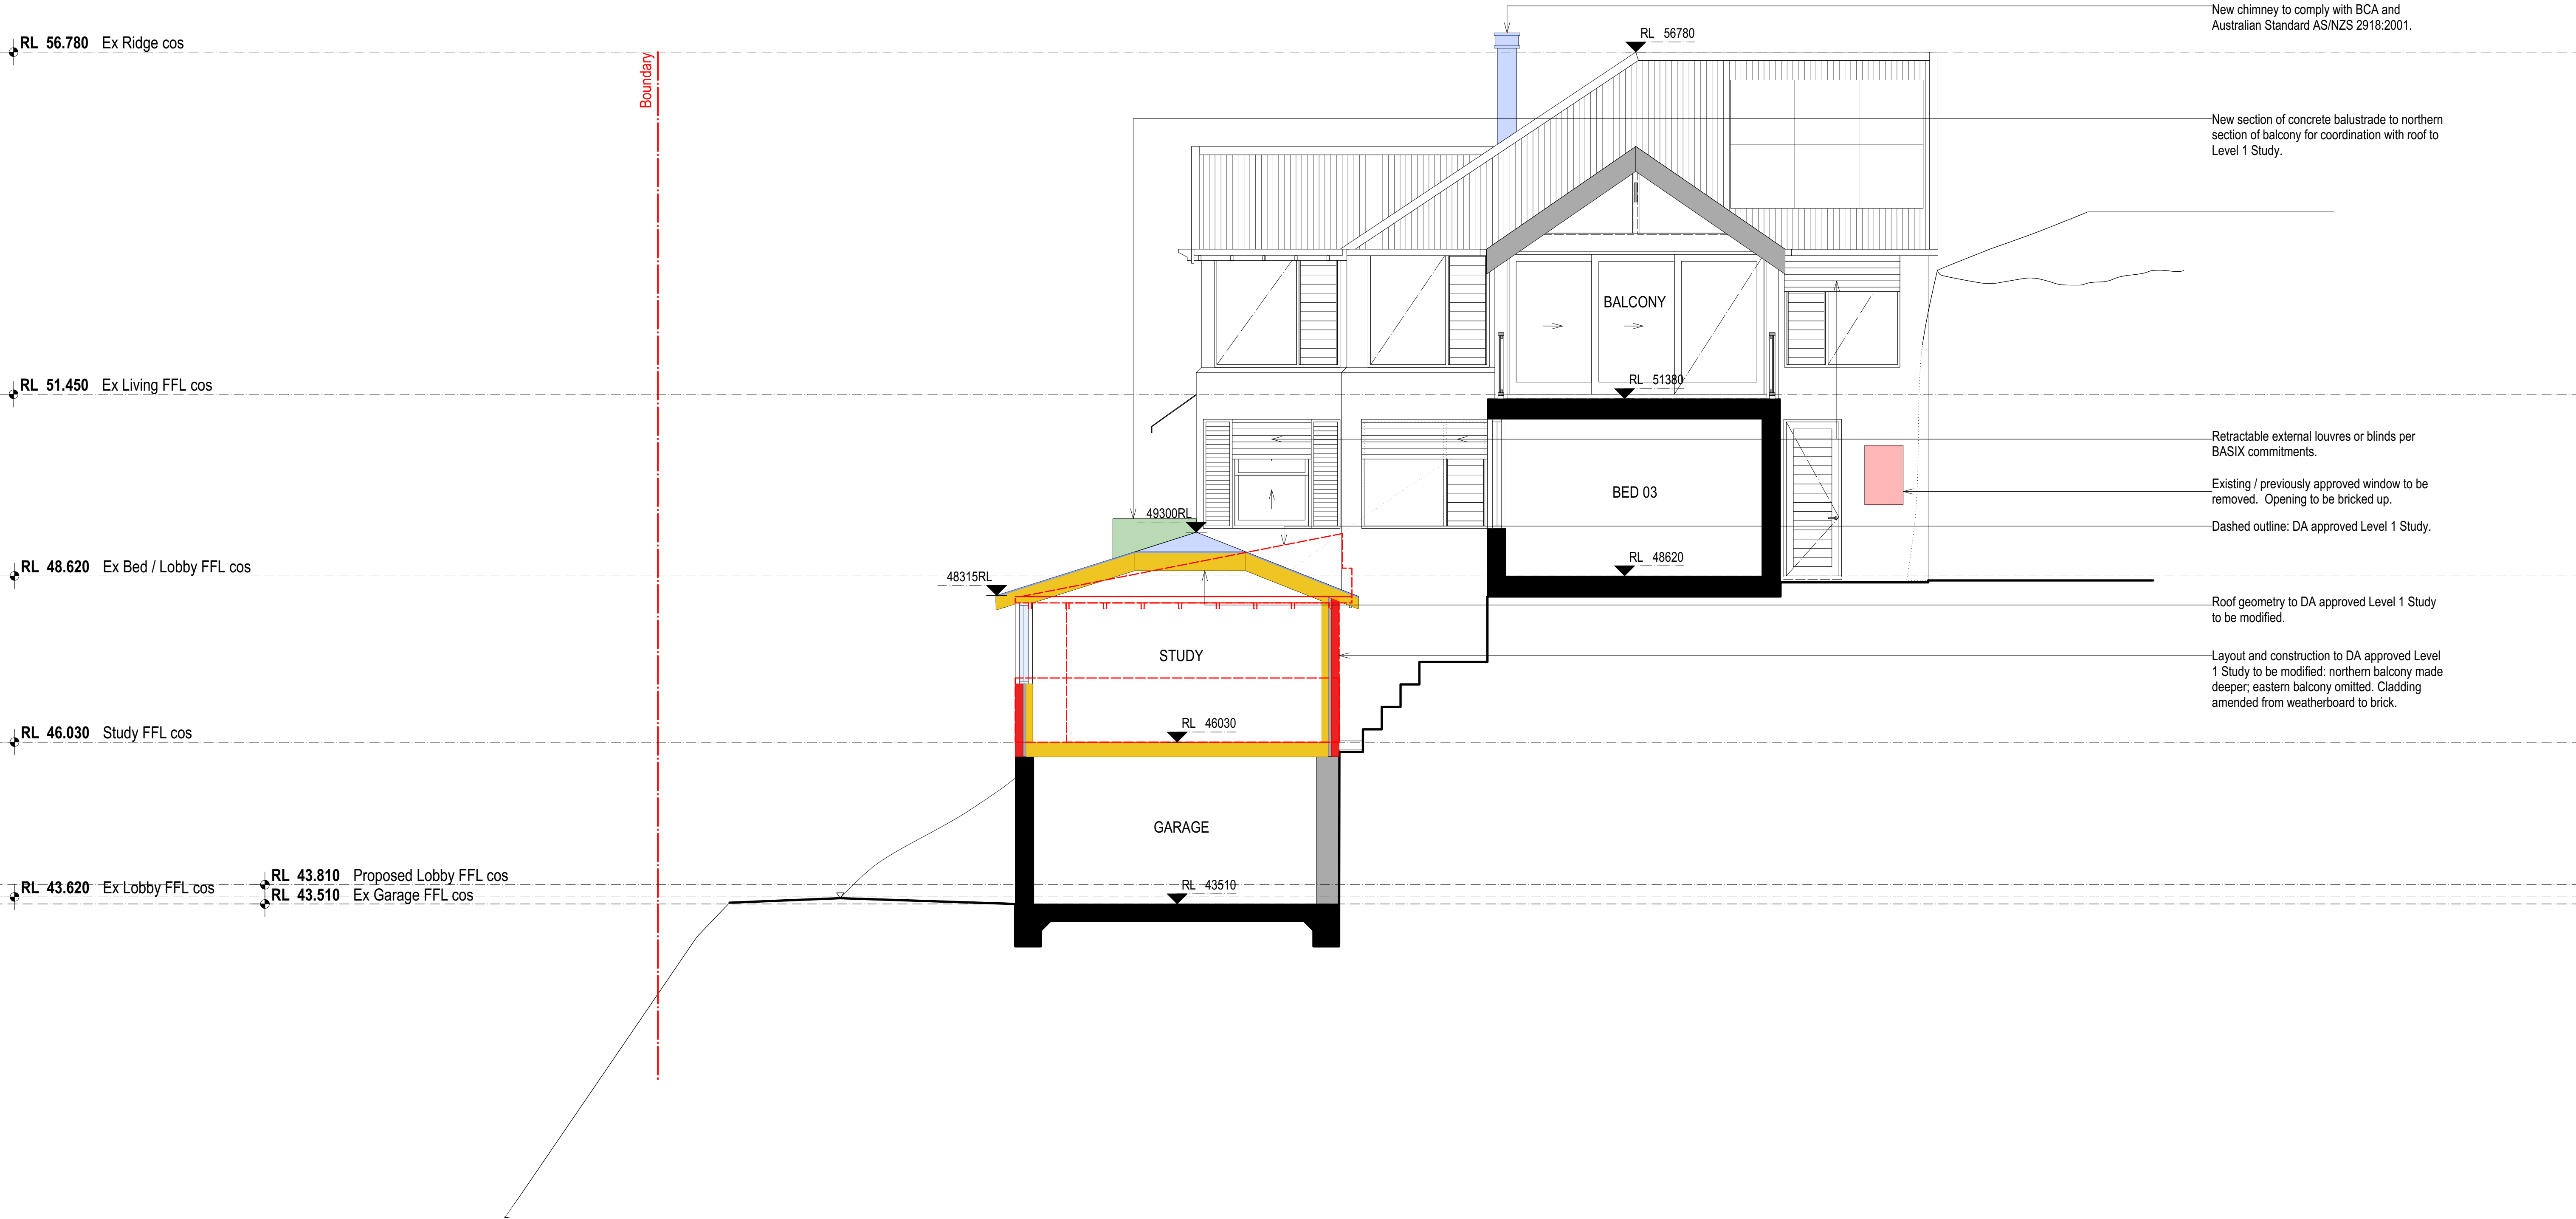 New chimney to comply with BCA and
Australian Standard AS/NZS 2918:2001.
RL 56.780 Ex Ridge cos
RL 56780
Boundary
New section of concrete balustrade to northern
section of balcony for coordination with roof to
Level 1 Study.
BALCONY
RL 51.450 Ex Living FFL cos
RL 51380
Retractable external louvres or blinds per
BASIX commitments.
BED 03
Existing / previously approved window to be
removed. Opening to be bricked up.
49300RL
Dashed outline: DA approved Level 1 Study.
RL 48.620 Ex Bed / Lobby FFL cos
RL 48620
48315RL
Roof geometry to DA approved Level 1 Study
to be modified.
STUDY
Layout and construction to DA approved Level
1 Study to be modified: northern balcony made
deeper; eastern balcony omitted. Cladding
amended from weatherboard to brick.
RL 46.030 Study FFL cos
RL 46030
GARAGE
RL 43.810 Proposed Lobby FFL cos
RL 43.620 Ex Lobby FFL cos
RL 43.510 Ex Garage FFL cos
RL 43510